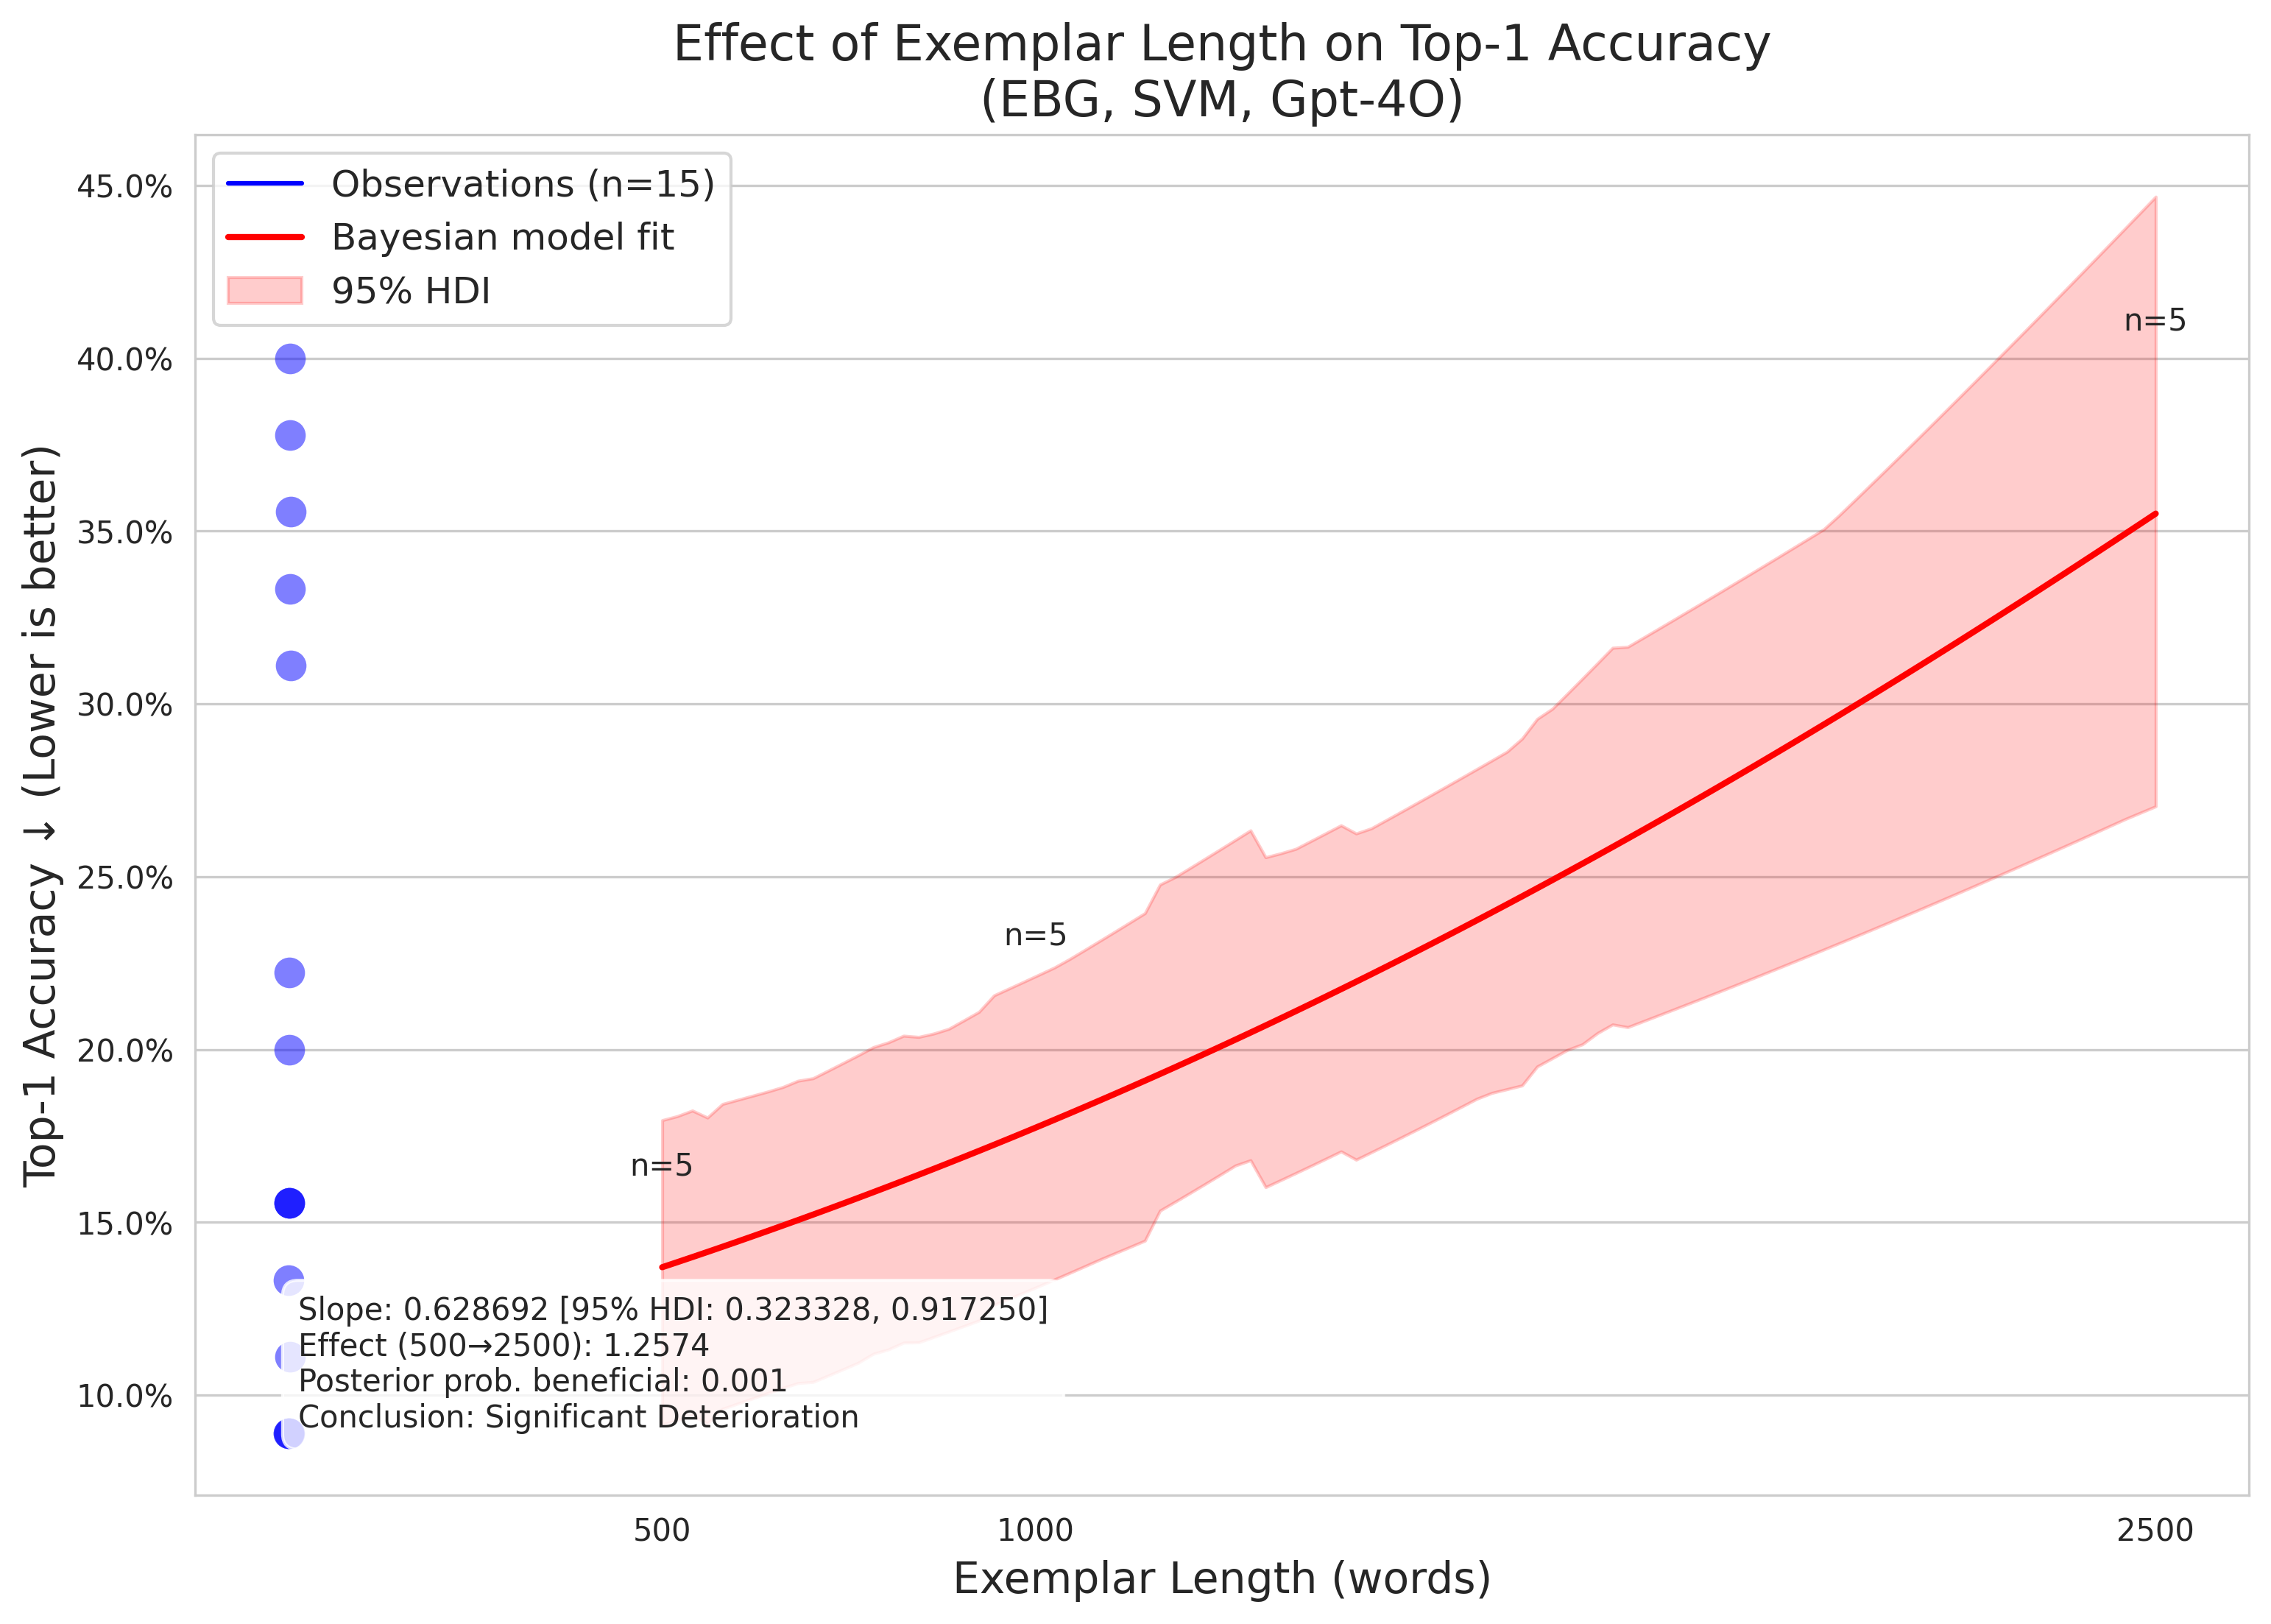 Effect of Exemplar Length on Top-1 Accuracy
(EBG, SVM, Gpt-4O)
Observations (n=15)
Bayesian model fit
95% HDI
Top-1 Accuracy ↓ (Lower is better)
45.0%
40.0%
35.0%
30.0%
25.0%
20.0%
15.0%
10.0%
n=5
n=5
n=5
Slope: 0.628692 [95% HDI: 0.323328, 0.917250]
Effect (500→2500): 1.2574
Posterior prob. beneficial: 0.001
Conclusion: Significant Deterioration
500
1000
2500
Exemplar Length (words)